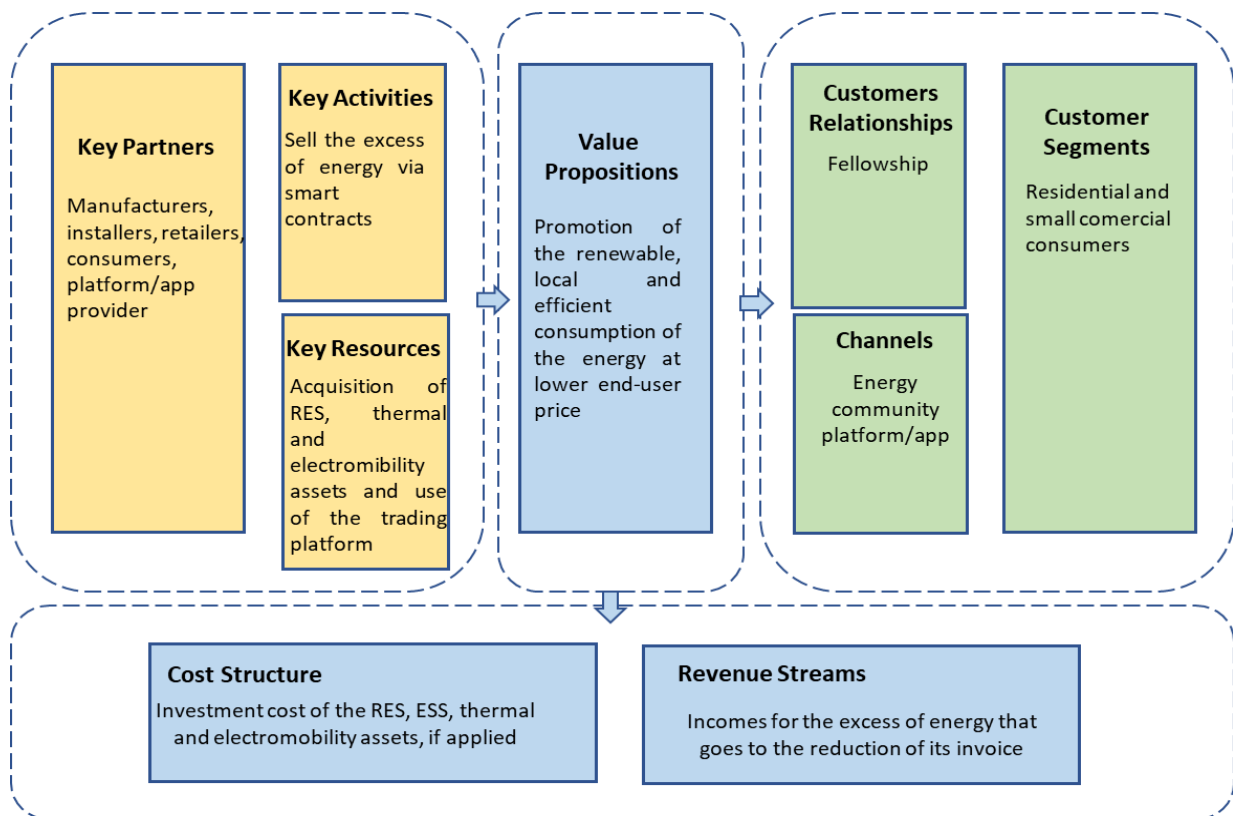 Key Partners
Manufacturers,
installers, retailers,
consumers,
platform/app
provider
Key Activities
Sell the excess
of energy via
smart
contracts
Key Resources
Acquisition of
RES, thermal
and
electromibility
assets and use
of the trading
platform
Value
Propositions
Promotion of
the renewable,
local and
efficient
consumption of
the energy at
lower end-user
price
Customers
Relationships
Fellowship
Channels
Energy
community
platform/app
Customer
Segments
Residential and
small comercial
consumers
Cost Structure
Investment cost of the RES, ESS, thermal
and electromobility assets, if applied
Revenue Streams
Incomes for the excess of energy that
goes to the reduction of its invoice